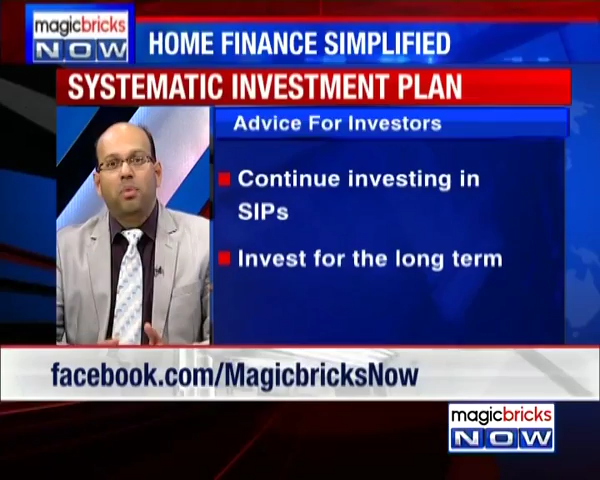 magicbricks
NOW
HOME FINANCE SIMPLIFIED
SYSTEMATIC INVESTMENT PLAN
Advice For Investors
Continue investing in
SIPs
Invest for the long term
facebook.com/MagicbricksNow
magicbricks
NOW